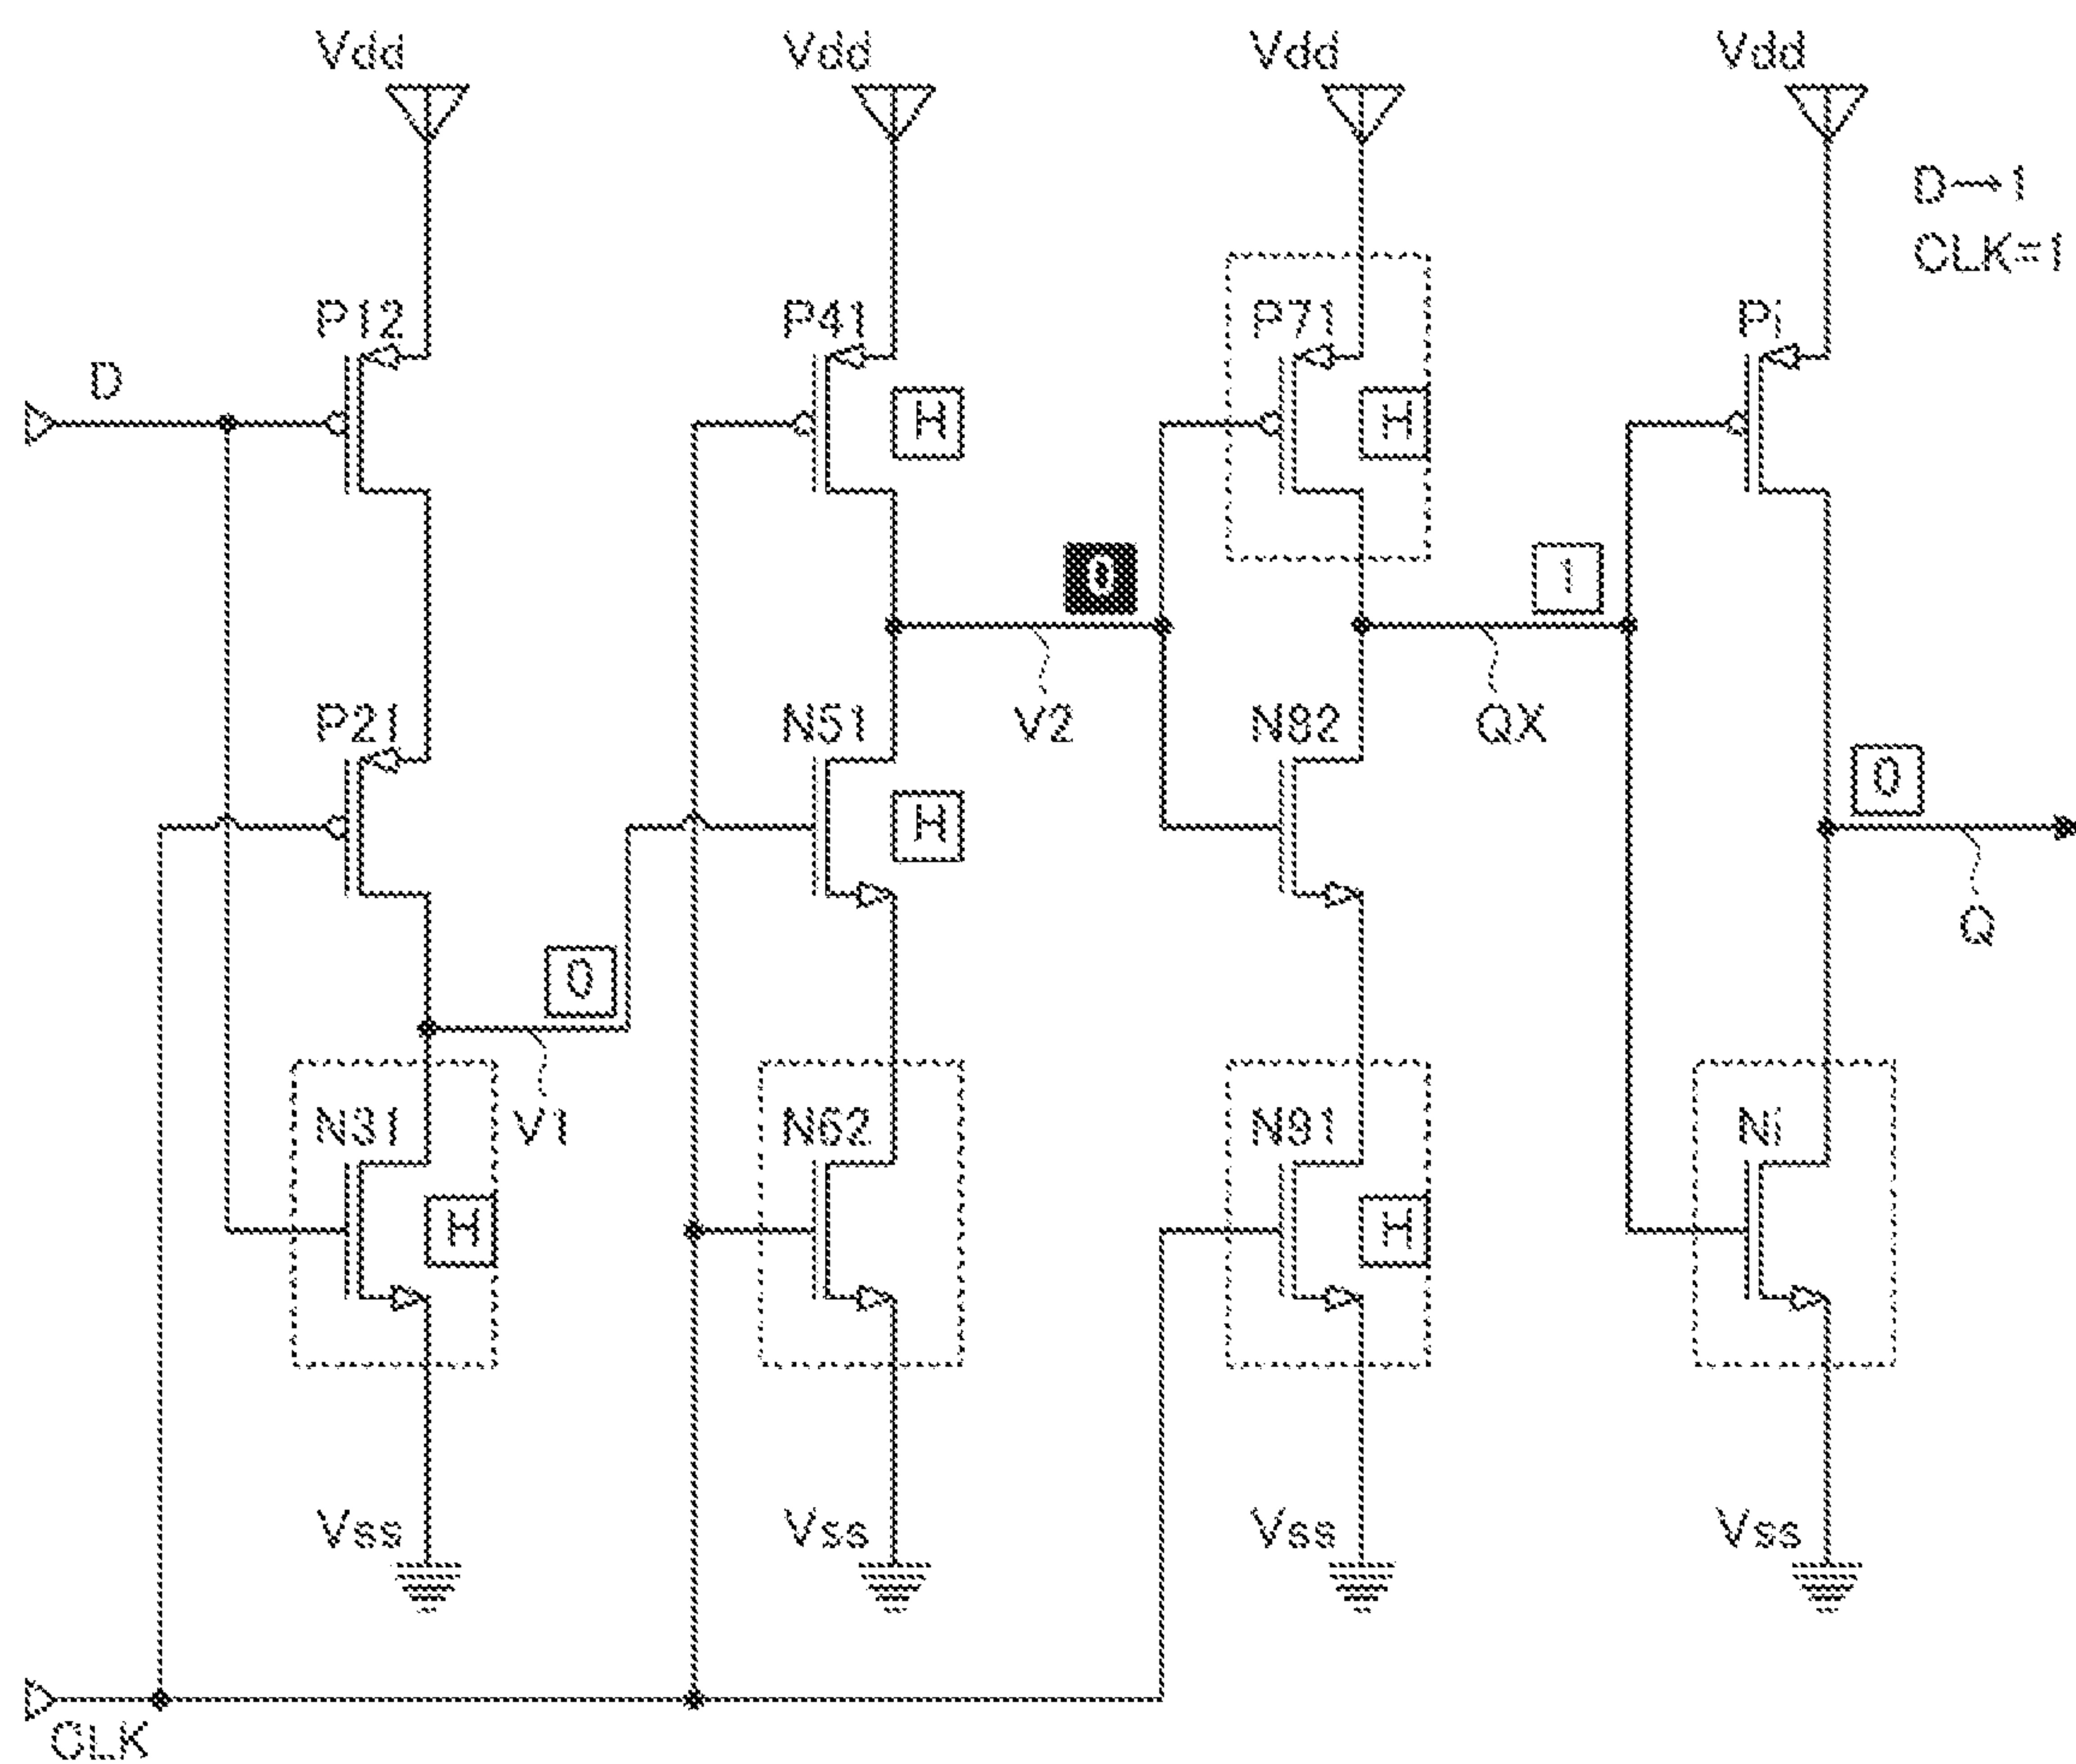 Vdd Vdd Vdd Vdd
D→1
CLK=1
P12 P41 P71 Pi
D
H H
0 1
P21 N51 V2 N82 QX
0
H
Q
0
N31 V1 N62 N91 Ni
H H
Vss Vss Vss Vss
CLK